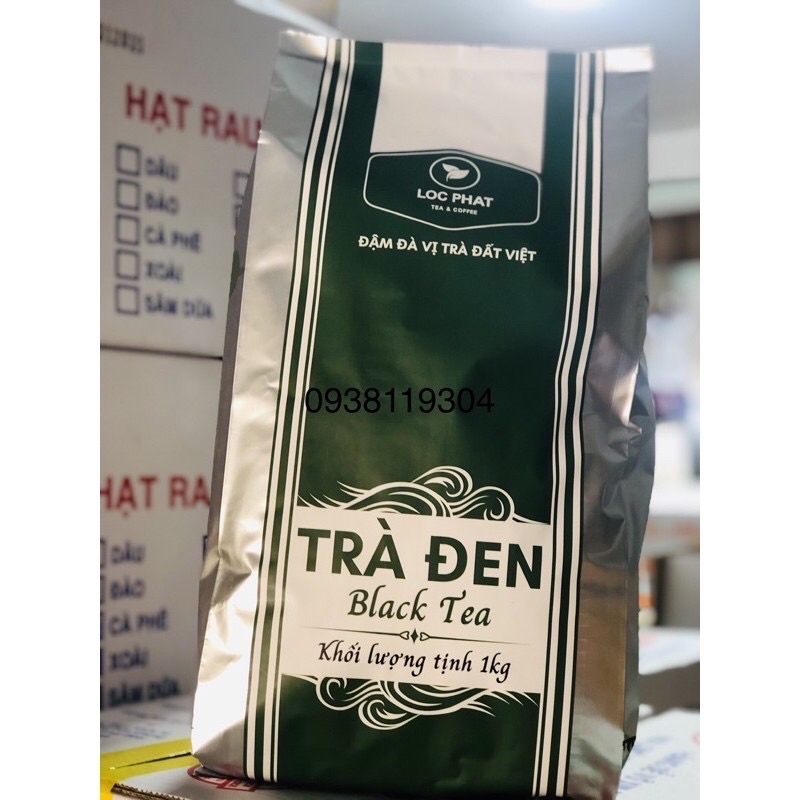 HẠT RAU
DÂU
ĐÀO
CÀ PHÊ
XOÀI
SÂM DỨA
LOC PHAT
TEA & COFFEE
ĐẬM ĐÀ VỊ TRÀ ĐẤT VIỆT
0938119304
HẠT RA
DÂU
ĐÀO
CÀ PHÊ
XOÀI
SÂM DỨA
TRÀ ĐEN
Black Tea
Khối lượng tịnh 1kg